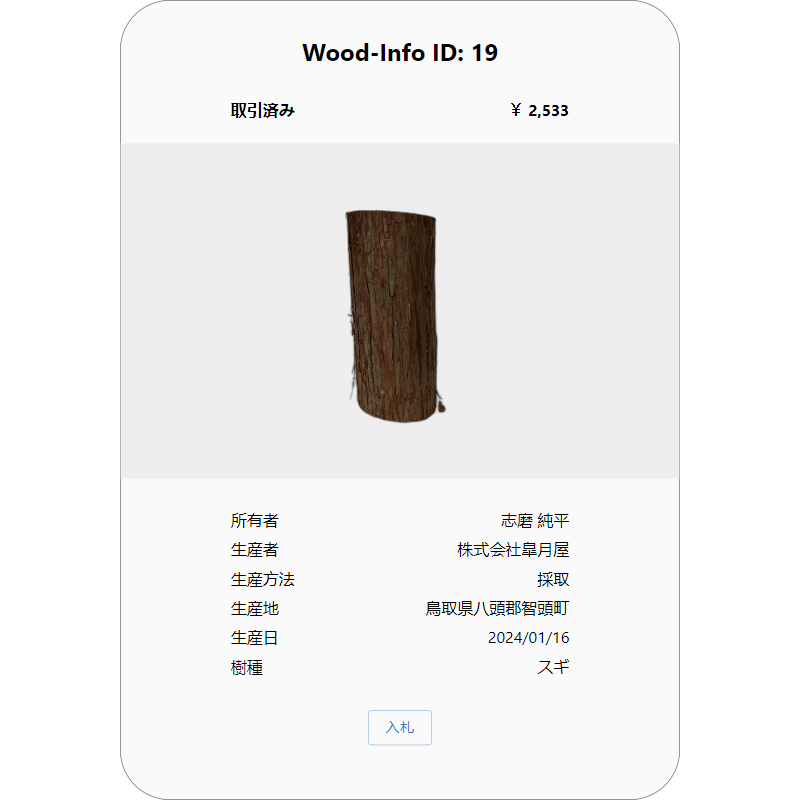 Wood-Info ID: 19
取引済み ￥ 2,533
所有者 志磨 純平
生産者 株式会社皐月屋
生産方法 採取
生産地 鳥取県八頭郡智頭町
生産日 2024/01/16
樹種 スギ
入札